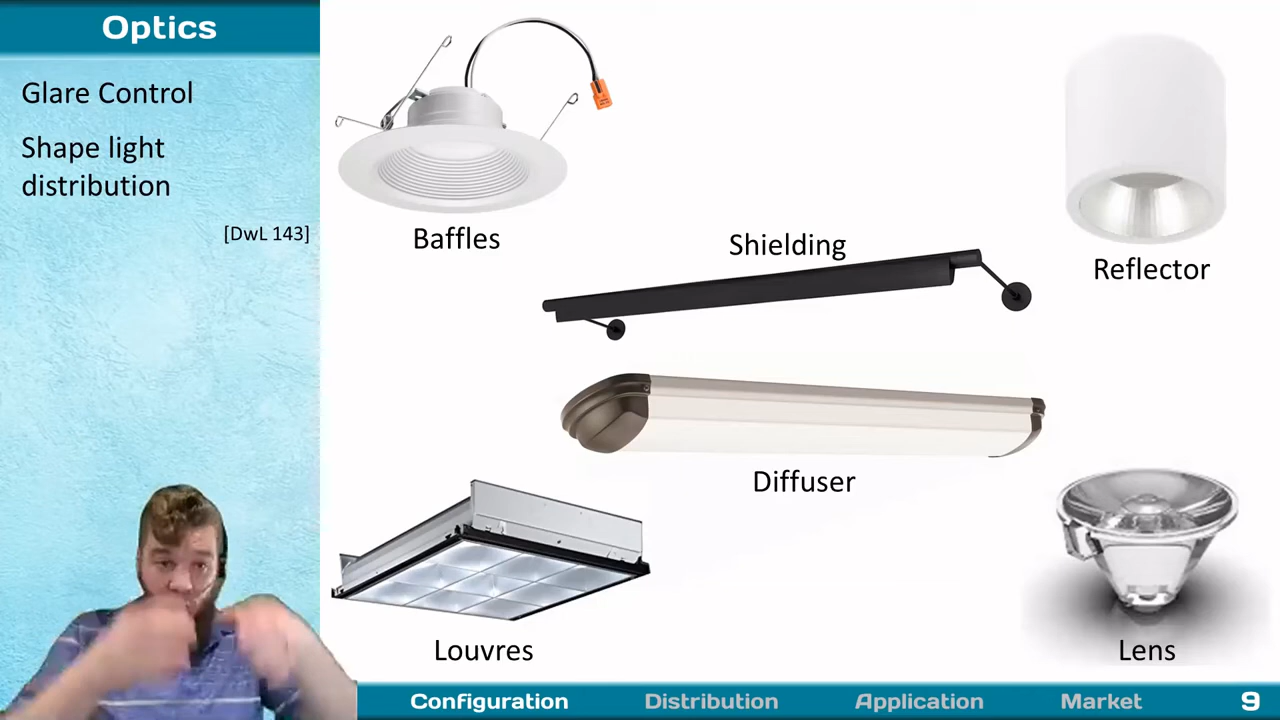 Optics
Glare Control
Shape light
distribution
[DwL 143]
Baffles
Shielding
Reflector
Diffuser
Louvres
Lens
Configuration Distribution Application Market 9